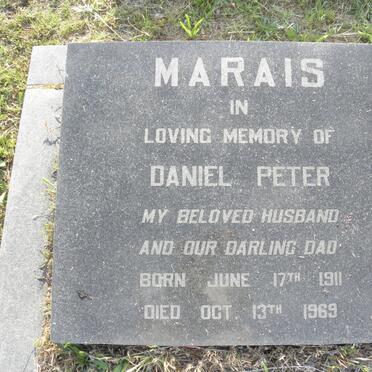 MARAIS
IN
LOVING MEMORY OF
DANIEL PETER
MY BELOVED HUSBAND
AND OUR DARLING DAD
BORN JUNE 17TH 1911
DIED OCT. 13TH 1969